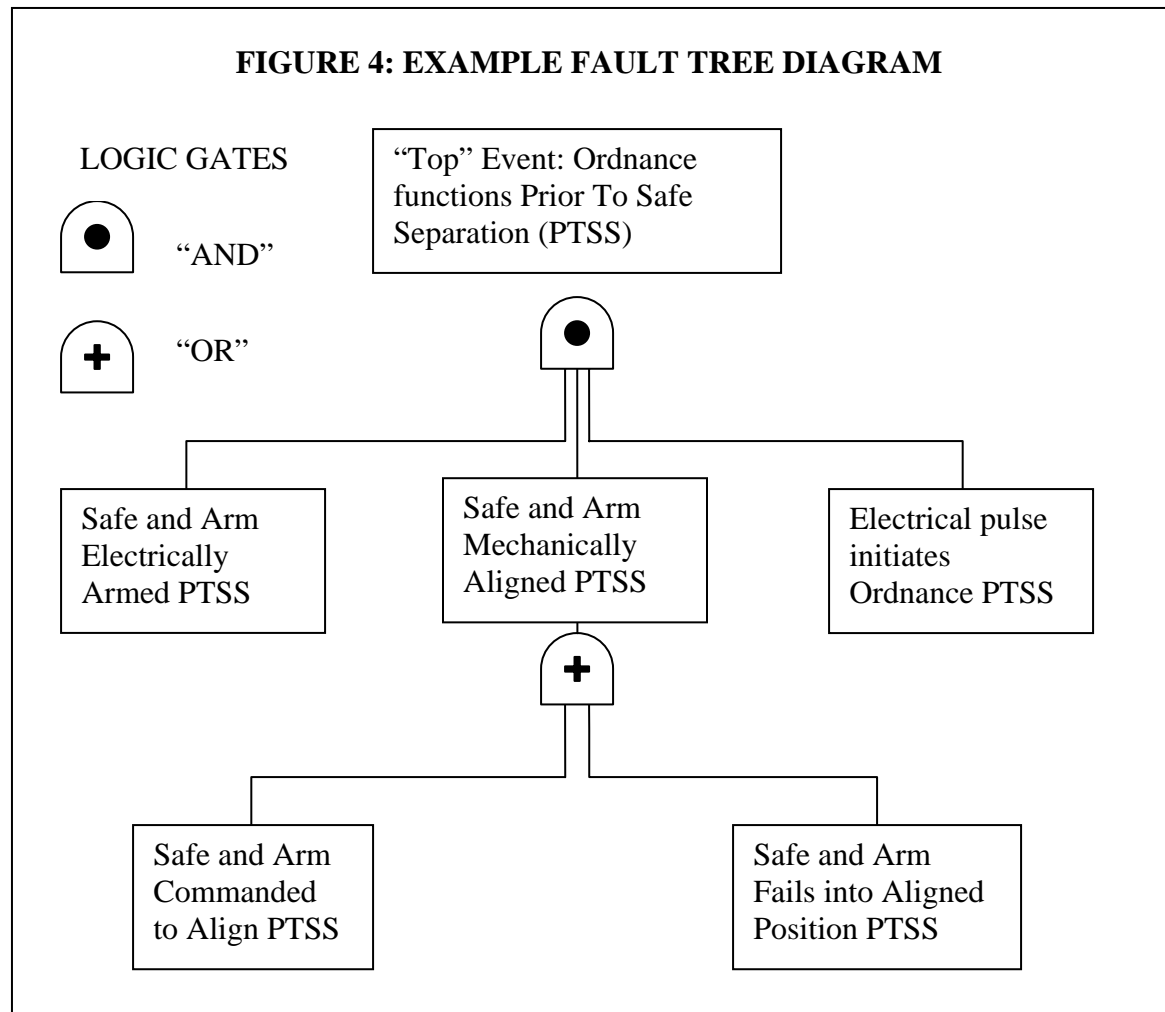 FIGURE 4: EXAMPLE FAULT TREE DIAGRAM
LOGIC GATES
“AND”
“OR”
“Top” Event: Ordnance
functions Prior To Safe
Separation (PTSS)
Safe and Arm
Electrically
Armed PTSS
Safe and Arm
Mechanically
Aligned PTSS
Electrical pulse
initiates
Ordnance PTSS
Safe and Arm
Commanded
to Align PTSS
Safe and Arm
Fails into Aligned
Position PTSS